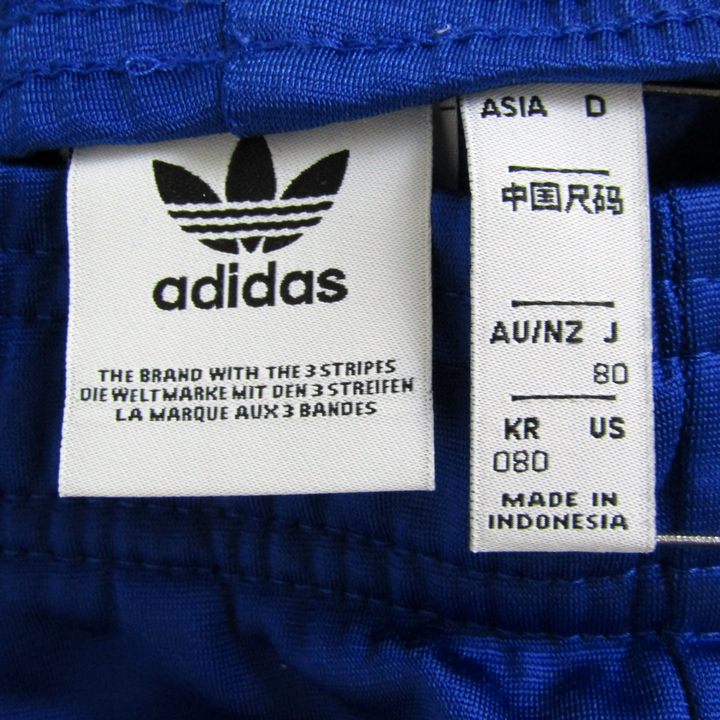 adidas
THE BRAND WITH THE 3 STRIPES
DIE WELTMARKE MIT DEN 3 STREIFEN
LA MARQUE AUX 3 BANDES
ASIA D
中国尺码
AU/NZ J
80
KR US
080
MADE IN
INDONESIA